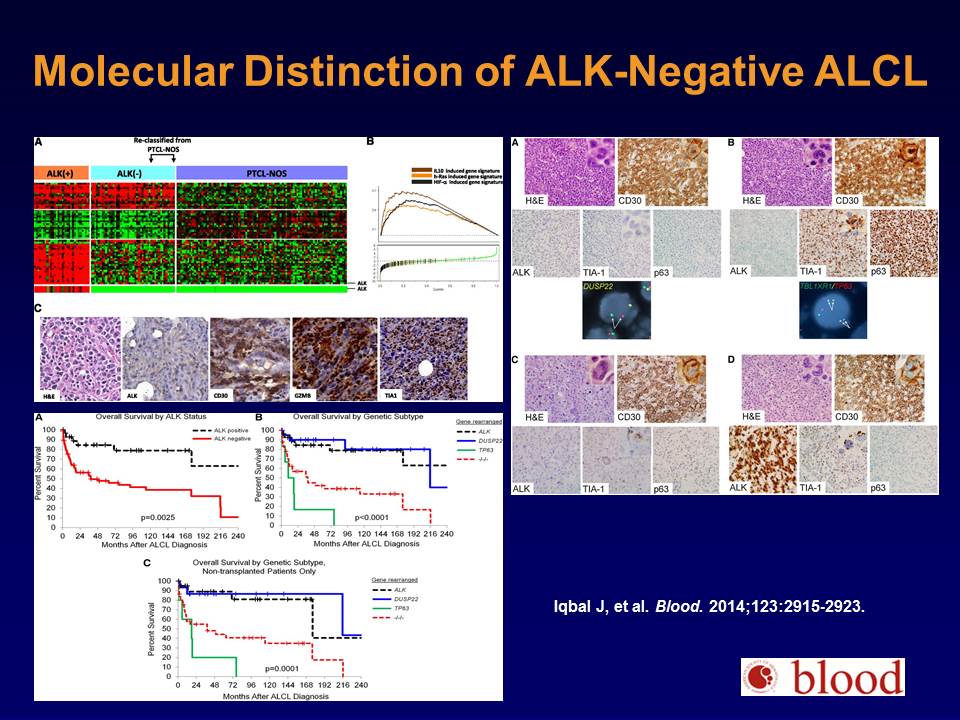 Molecular Distinction of ALK-Negative ALCL
A
Re-classified from
PTCL-NOS
ALK(+)
ALK(-)
PTCL-NOS
ALK
ALK
B
IL10 induced gene signature
h-Ras induced gene signature
HIF-α induced gene signature
C
H&E
ALK
CD30
GZMB
TIA1
A
Overall Survival by ALK Status
ALK positive
ALK negative
Percent Survival
100
90
80
70
60
50
40
30
20
10
0
p=0.0025
0 24 48 72 96 120 144 168 192 216 240
Months After ALCL Diagnosis
B
Overall Survival by Genetic Subtype
Gene rearranged
ALK
DUSP22
TP63
-/-/-
Percent Survival
100
90
80
70
60
50
40
30
20
10
0
p<0.0001
0 24 48 72 96 120 144 168 192 216 240
Months After ALCL Diagnosis
C
Overall Survival by Genetic Subtype,
Non-transplanted Patients Only
Gene rearranged
ALK
DUSP22
TP63
-/-/-
Percent Survival
100
90
80
70
60
50
40
30
20
10
0
p=0.0001
0 24 48 72 96 120 144 168 192 216 240
Months After ALCL Diagnosis
A
H&E
CD30
ALK
TIA-1
p63
DUSP22
B
H&E
CD30
ALK
TIA-1
p63
TBL1XR1/TP63
C
H&E
CD30
ALK
TIA-1
p63
D
H&E
CD30
ALK
TIA-1
p63
Iqbal J, et al. Blood. 2014;123:2915-2923.
blood